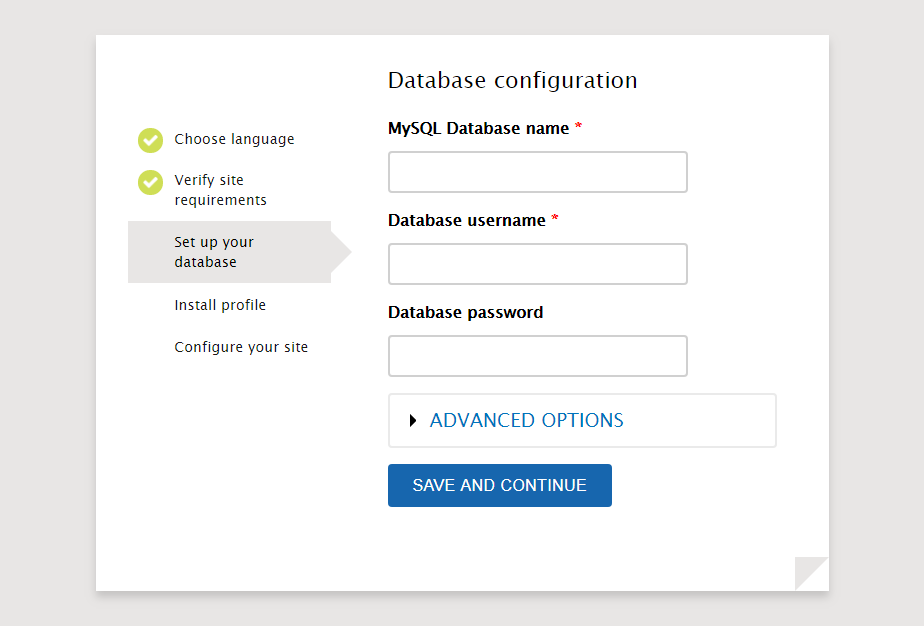 Choose language
Verify site
requirements
Set up your
database
Install profile
Configure your site
Database configuration
MySQL Database name *
Database username *
Database password
ADVANCED OPTIONS
SAVE AND CONTINUE